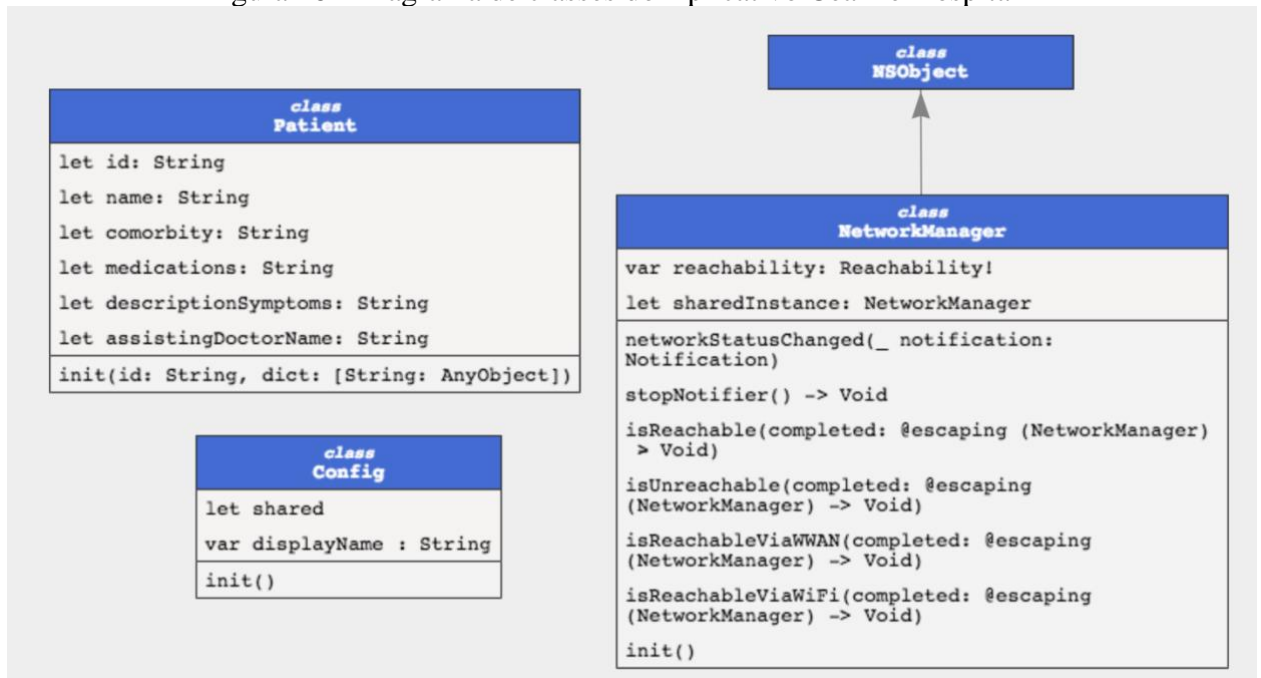 class
NSObject
class
Patient
let id: String
let name: String
let comorbity: String
let medications: String
let descriptionSymptoms: String
let assistingDoctorName: String
init(id: String, dict: [String: AnyObject])
class
Config
let shared
var displayName : String
init()
class
NetworkManager
var reachability: Reachability!
let sharedInstance: NetworkManager
networkStatusChanged(_ notification:
Notification)
stopNotifier() -> Void
isReachable(completed: @escaping (NetworkManager)
> Void)
isUnreachable(completed: @escaping
(NetworkManager) -> Void)
isReachableViaWWAN(completed: @escaping
(NetworkManager) -> Void)
isReachableViaWiFi(completed: @escaping
(NetworkManager) -> Void)
init()